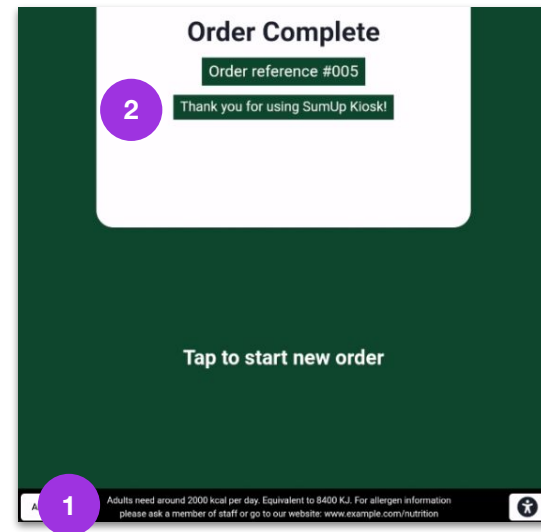 Order Complete
Order reference #005
2
Thank you for using SumUp Kiosk!
Tap to start new order
1
Adults need around 2000 kcal per day. Equivalent to 8400 KJ. For allergen information
please ask a member of staff or go to our website: www.example.com/nutrition